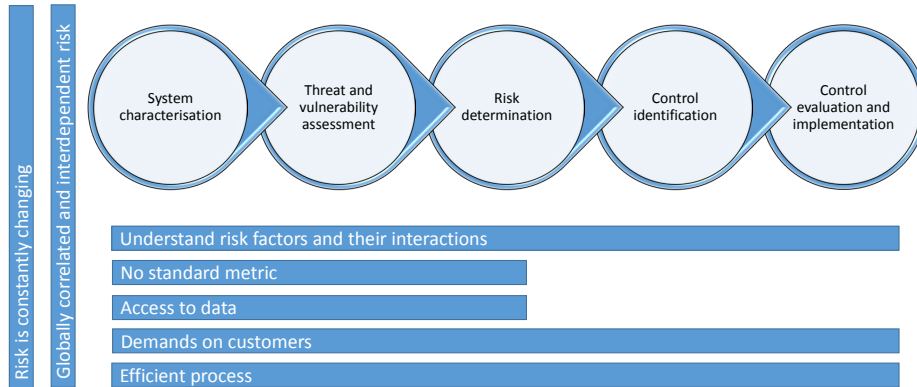 Risk is constantly changing
Globally correlated and interdependent risk
System
characterisation
Threat and
vulnerability
assessment
Risk
determination
Control
identification
Control
evaluation and
implementation
Understand risk factors and their interactions
No standard metric
Access to data
Demands on customers
Efficient process